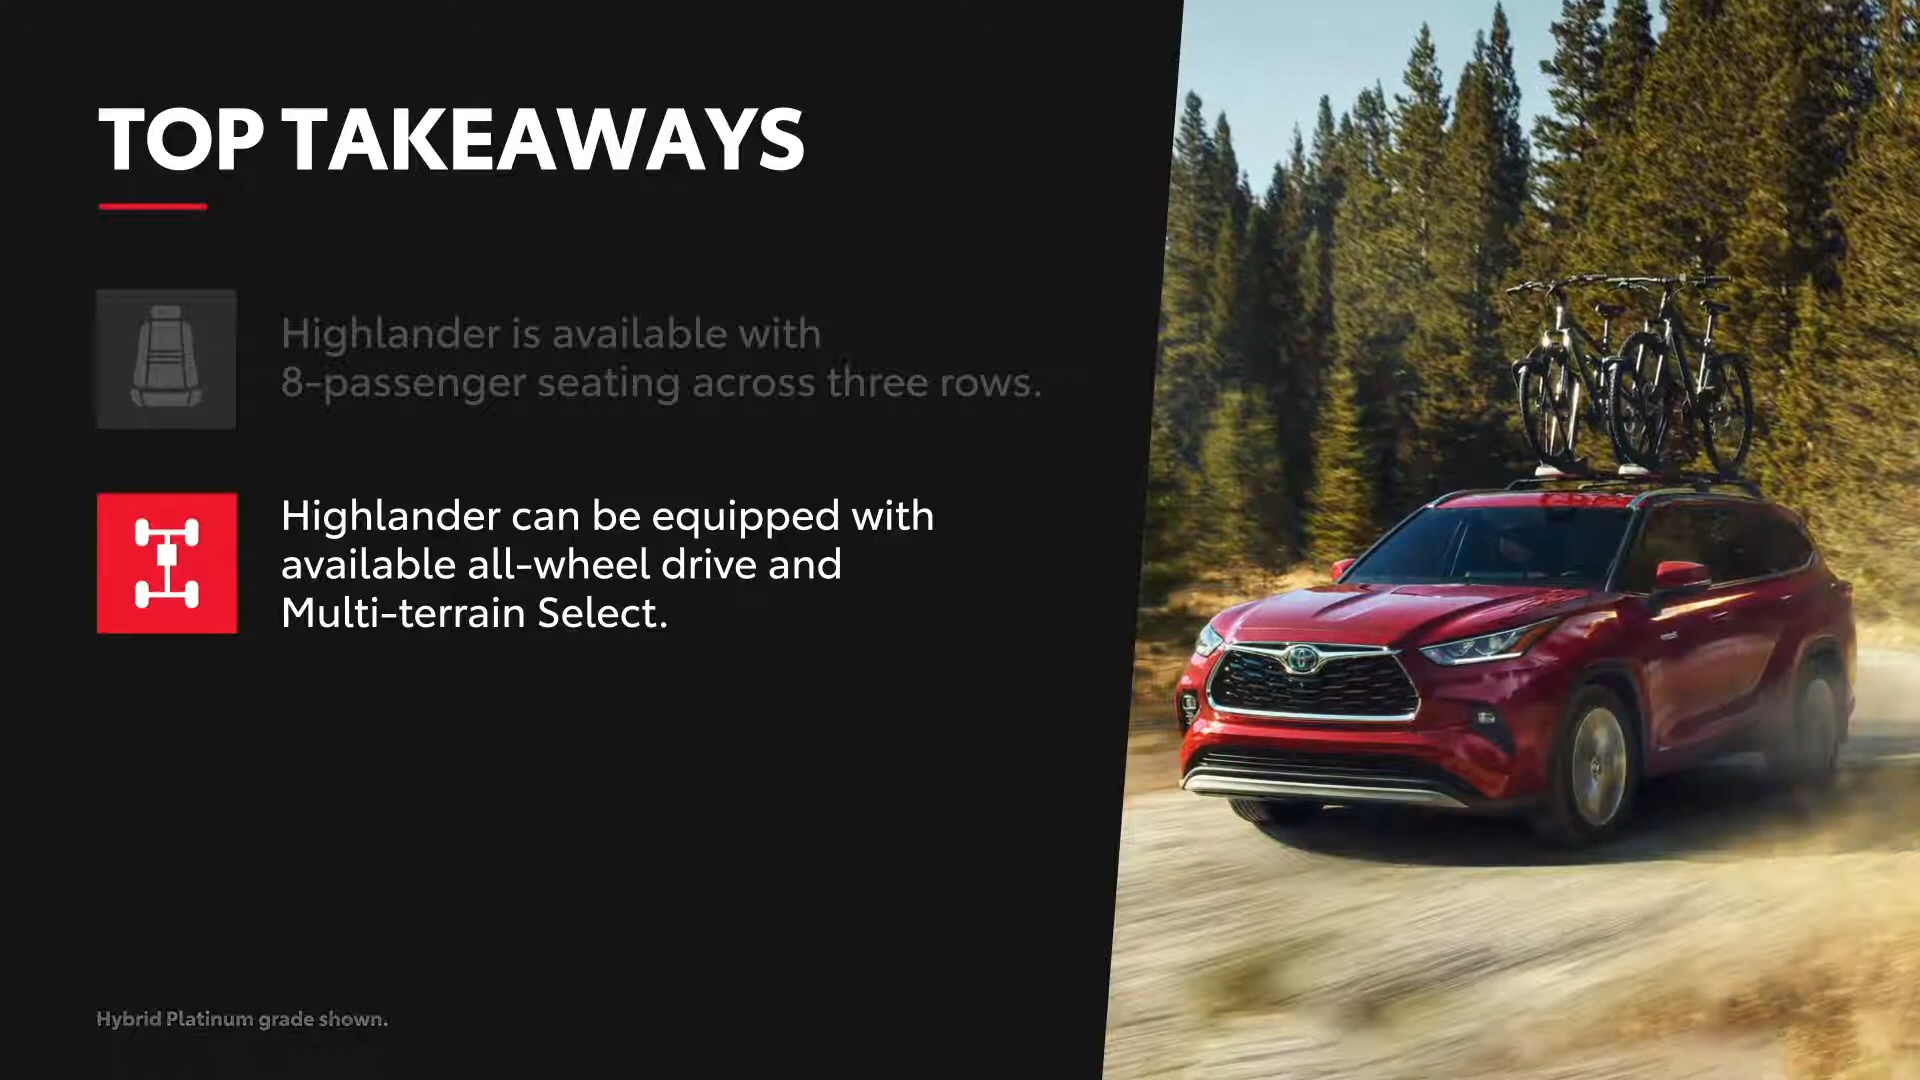 TOP TAKEAWAYS
Highlander is available with
8-passenger seating across three rows.
Highlander can be equipped with
available all-wheel drive and
Multi-terrain Select.
Hybrid Platinum grade shown.